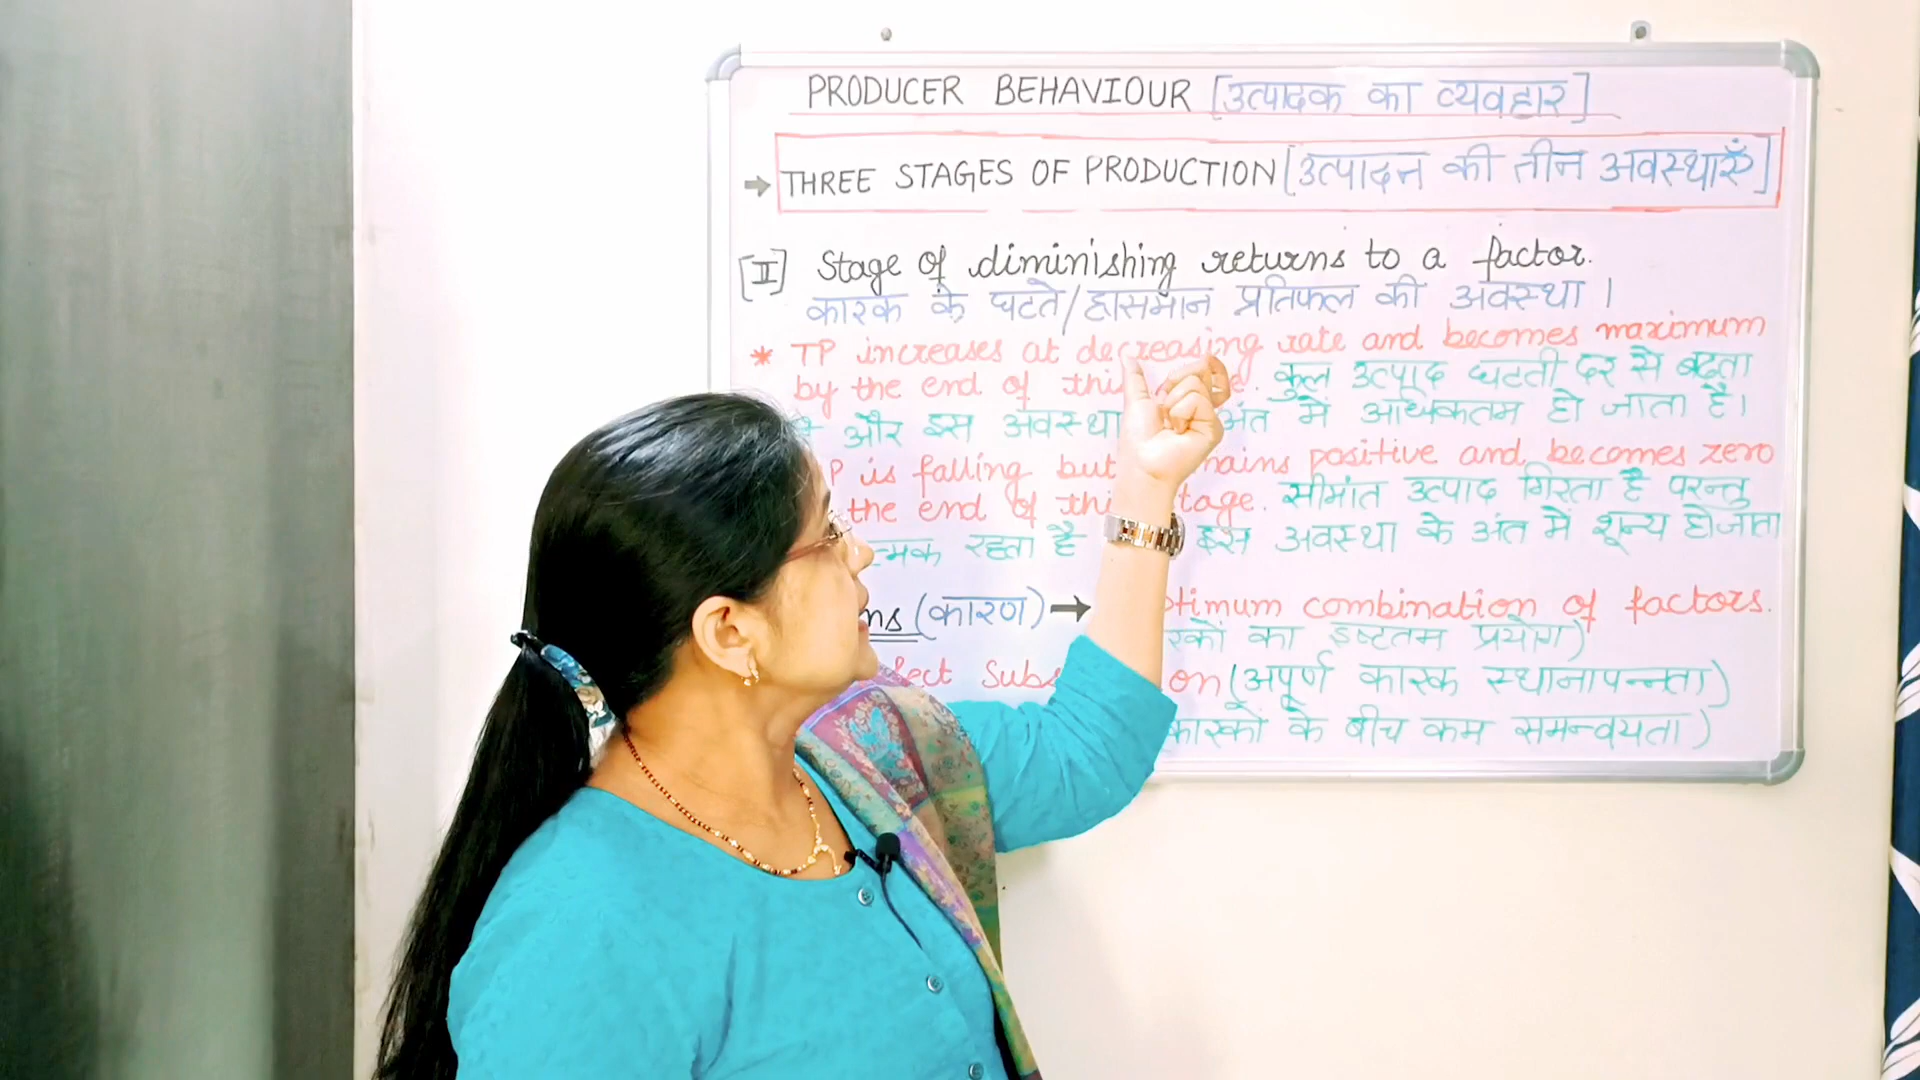 PRODUCER BEHAVIOUR [उत्पादक का व्यवहार]
→ THREE STAGES OF PRODUCTION [उत्पादन की तीन अवस्थाएँ]
[II] Stage of diminishing returns to a factor.
कारक के घटते/ह्रासमान प्रतिफल की अवस्था।
* TP increases at decreasing rate and becomes maximum
by the end of this कुल उत्पाद घटती दर से बढ़ता
और इस अवस्था अंत में अधिकतम हो जाता है।
P is falling but positive and becomes zero
the end of this stage. सीमांत उत्पाद गिरता है परन्तु
रहता है इस अवस्था के अंत में शून्य होजाता
(कारण) → combination of factors.
का इष्टतम प्रयोग)
(अपूर्ण कारक स्थानापन्नता)
कारकों के बीच कम समन्वयता)